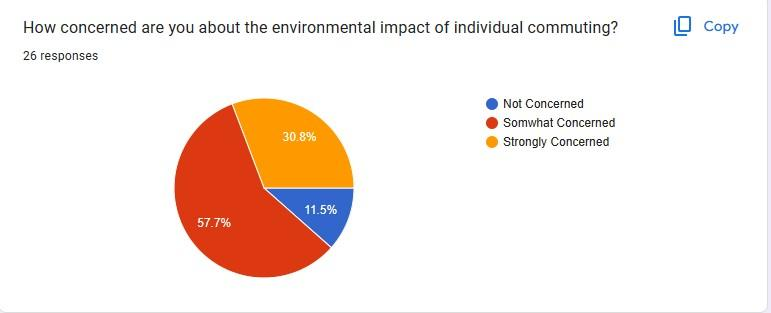 How concerned are you about the environmental impact of individual commuting?
Copy
26 responses
Not Concerned
Somwhat Concerned
Strongly Concerned
30.8%
11.5%
57.7%